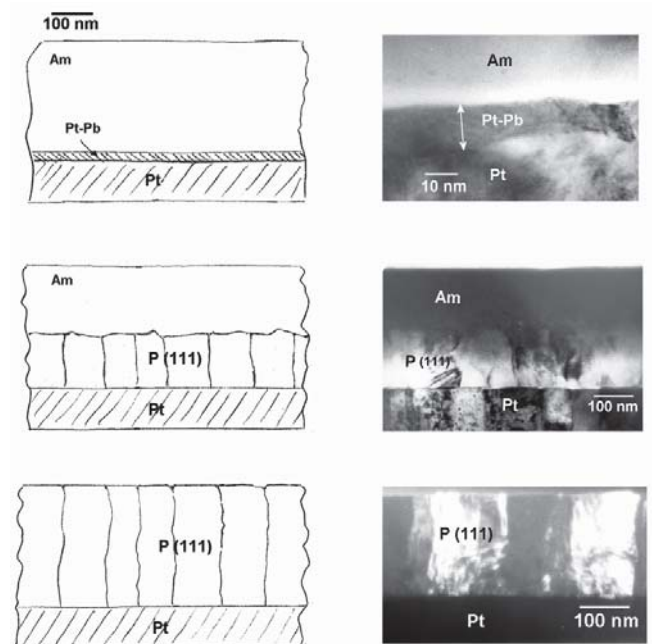 100 nm
Am
Pt-Pb
Pt
Am
Pt-Pb
10 nm
Pt
Am
P (111)
Pt
Am
P (111)
Pt
100 nm
P (111)
Pt
P (111)
Pt
100 nm